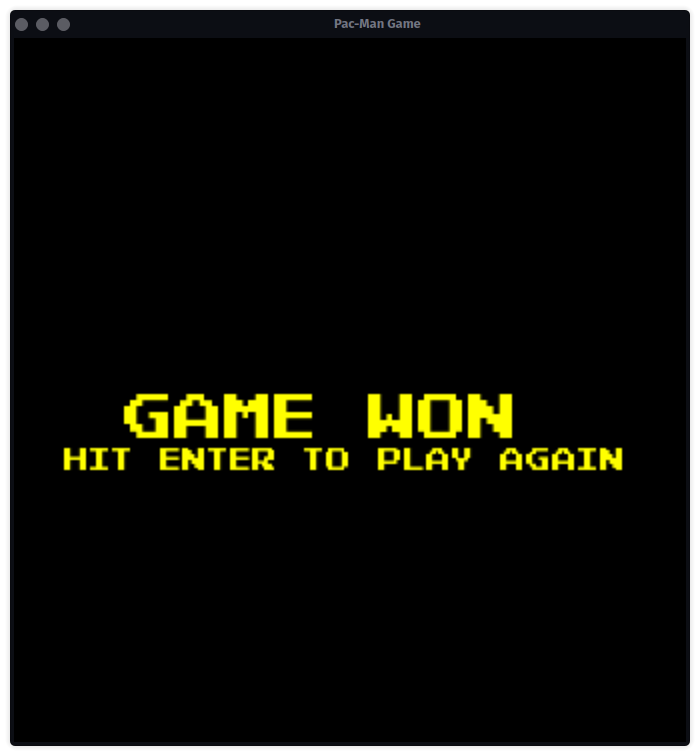 Pac-Man Game
GAME WON
HIT ENTER TO PLAY AGAIN